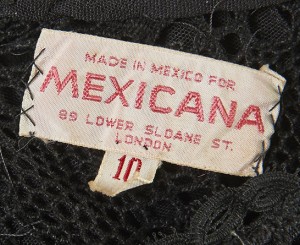 MADE IN MEXICO FOR
MEXICANA
89 LOWER SLOANE ST.
LONDON
10